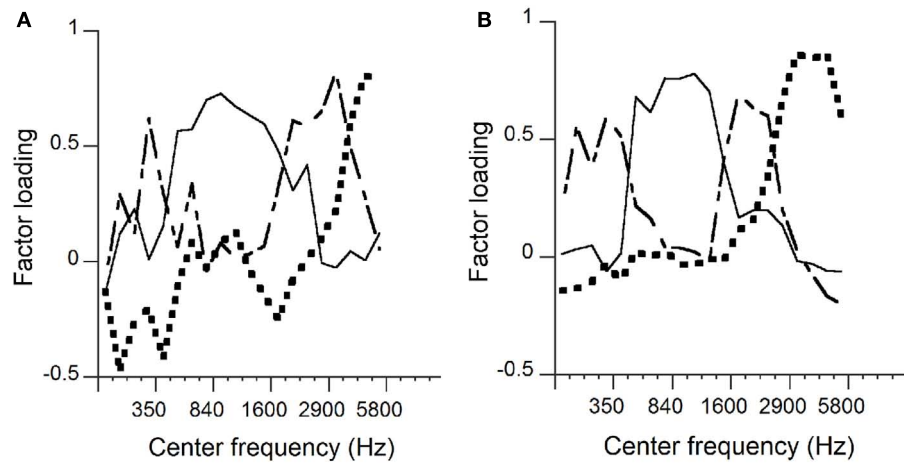 A
1
0.5
0
-0.5
Factor loading
350 840 1600 2900 5800
Center frequency (Hz)
B
1
0.5
0
-0.5
Factor loading
350 840 1600 2900 5800
Center frequency (Hz)